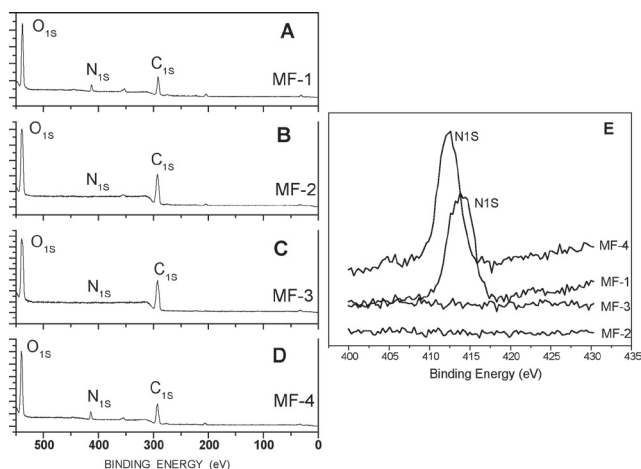 O1S
A
N1S
C1S
MF-1
O1S
B
N1S
C1S
MF-2
O1S
C
N1S
C1S
MF-3
O1S
D
N1S
C1S
MF-4
500 400 300 200 100 0
BINDING ENERGY (eV)
E
N1S
N1S
MF-4
MF-1
MF-3
MF-2
400 405 410 415 420 425 430 435
Binding Energy (eV)